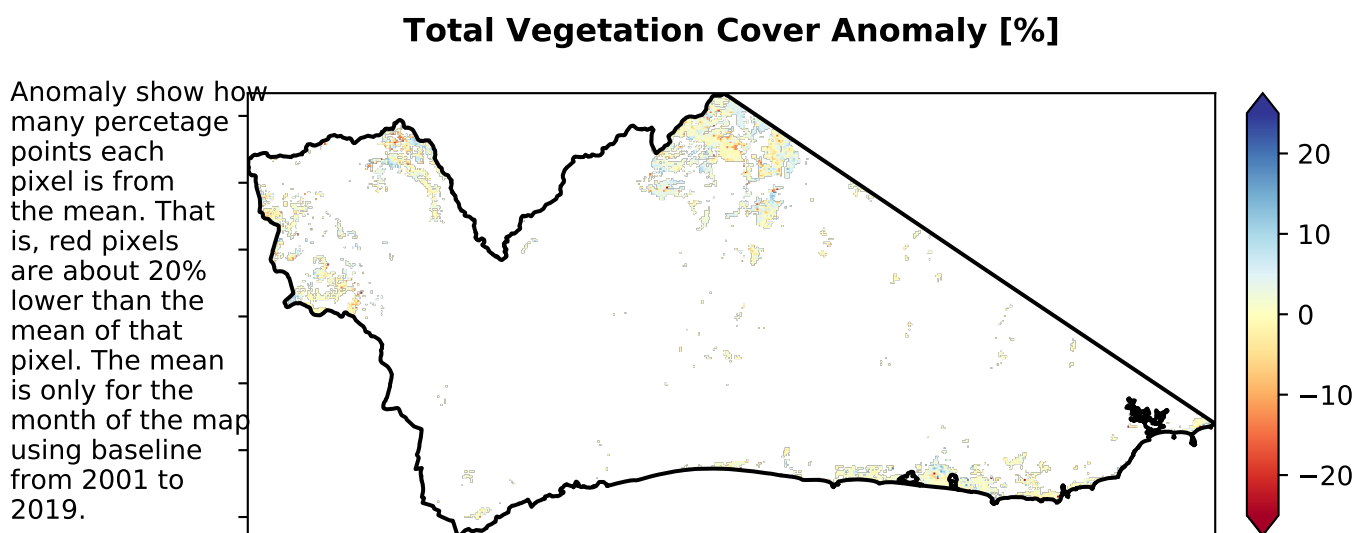 Total Vegetation Cover Anomaly [%]
Anomaly show how
many percetage
points each
pixel is from
the mean. That
is, red pixels
are about 20%
lower than the
mean of that
pixel. The mean
is only for the
month of the map
using baseline
from 2001 to
2019.
20
10
0
−10
−20